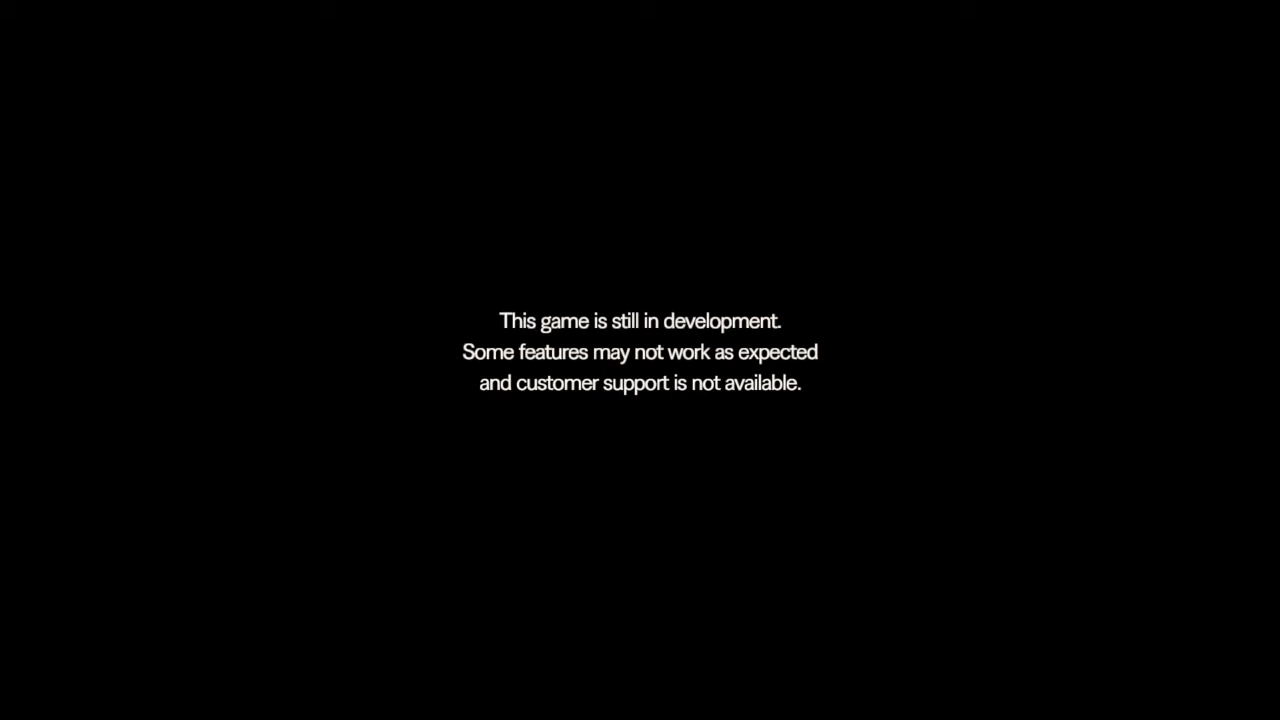 This game is still in development.
Some features may not work as expected
and customer support is not available.